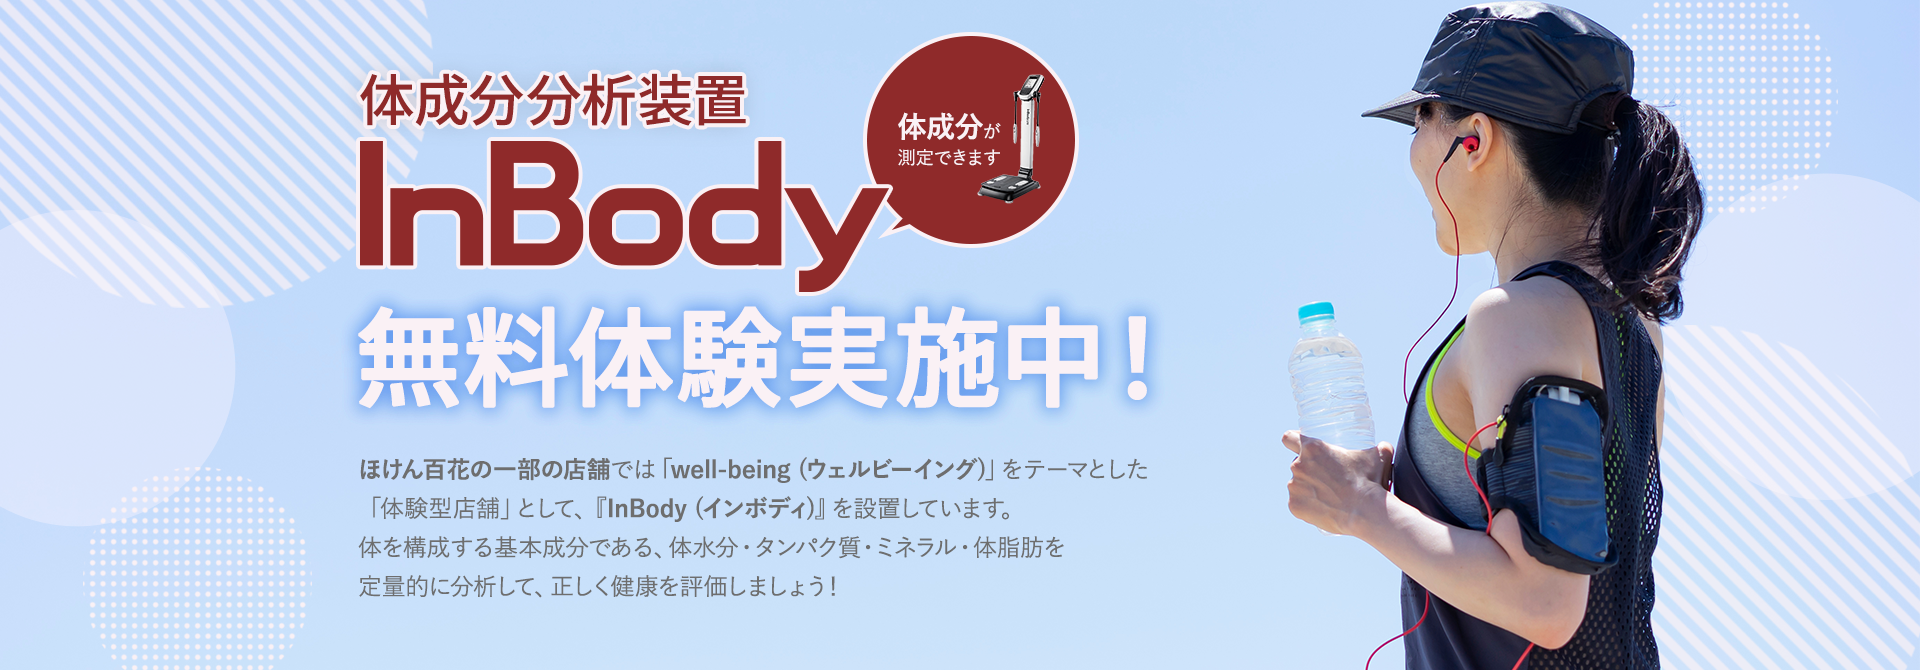 体成分分析装置
InBody
体成分が
測定できます
無料体験実施中！
ほけん百花の一部の店舗では「well-being（ウェルビーイング）」をテーマとした
「体験型店舗」として、『InBody（インボディ）』を設置しています。
体を構成する基本成分である、体水分・タンパク質・ミネラル・体脂肪を
定量的に分析して、正しく健康を評価しましょう！